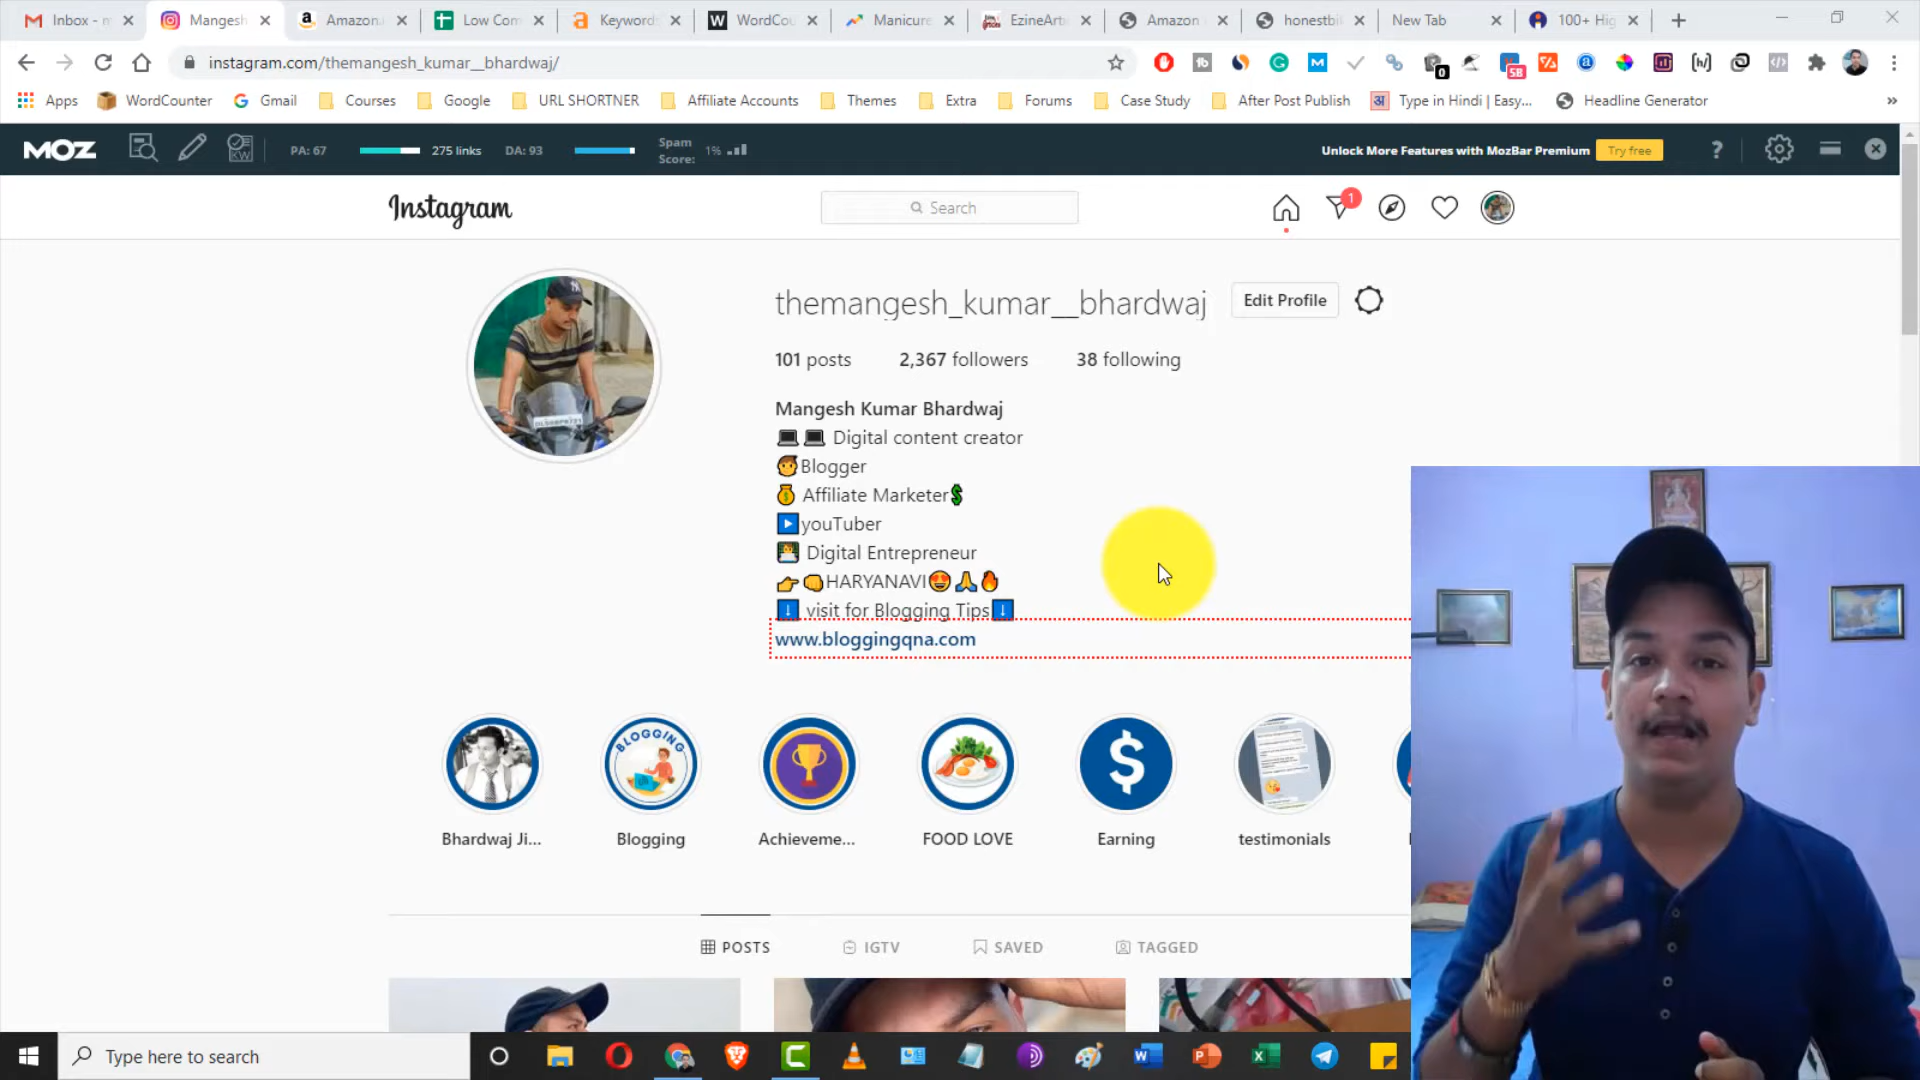 Inbox - m
Mangesh
Amazon.
Low Com
Keywords
WordCou
Manicure
EzineArti
Amazon
honestbi
New Tab
100+ Hig
instagram.com/themangesh_kumar__bhardwaj/
Apps
WordCounter
Gmail
Courses
Google
URL SHORTNER
Affiliate Accounts
Themes
Extra
Forums
Case Study
After Post Publish
Type in Hindi | Easy...
Headline Generator
MOZ
PA: 67
275 links
DA: 93
Spam
Score:
1%
Unlock More Features with MozBar Premium
Try free
Instagram
Search
1
themangesh_kumar__bhardwaj
Edit Profile
101 posts
2,367 followers
38 following
Mangesh Kumar Bhardwaj
💻💻 Digital content creator
Blogger
💰 Affiliate Marketer💲
▶youTuber
Digital Entrepreneur
👉👊HARYANAVI😍🙏🔥
⬇ visit for Blogging Tips⬇
www.bloggingqna.com
BLOGGING
Bhardwaj Ji...
Blogging
Achieveme...
FOOD LOVE
Earning
testimonials
POSTS
IGTV
SAVED
TAGGED
Type here to search